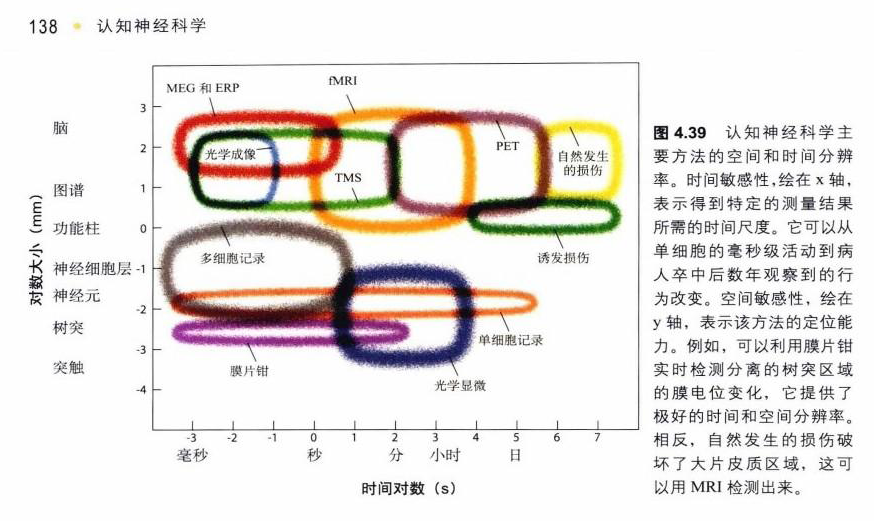 138 • 认知神经科学
MEG 和 ERP
fMRI
3
脑
2
光学成像
PET
自然发生
的损伤
TMS
1
图谱
0
功能柱
多细胞记录
诱发损伤
对数大小（mm）
-1
神经细胞层
神经元
-2
树突
单细胞记录
-3
膜片钳
突触
光学显微
-4
-3 -2 -1 0 1 2 3 4 5 6 7
毫秒 秒 分 小时 日
时间对数（s）
图 4.39 认知神经科学主
要方法的空间和时间分辨
率。时间敏感性,绘在 x 轴,
表示得到特定的测量结果
所需的时间尺度。它可以从
单细胞的毫秒级活动到病
人卒中后数年观察到的行
为改变。空间敏感性，绘在
y 轴，表示该方法的定位能
力。例如，可以利用膜片钳
实时检测分离的树突区域
的膜电位变化，它提供了
极好的时间和空间分辨率。
相反，自然发生的损伤破
坏了大片皮质区域，这可
以用 MRI 检测出来。